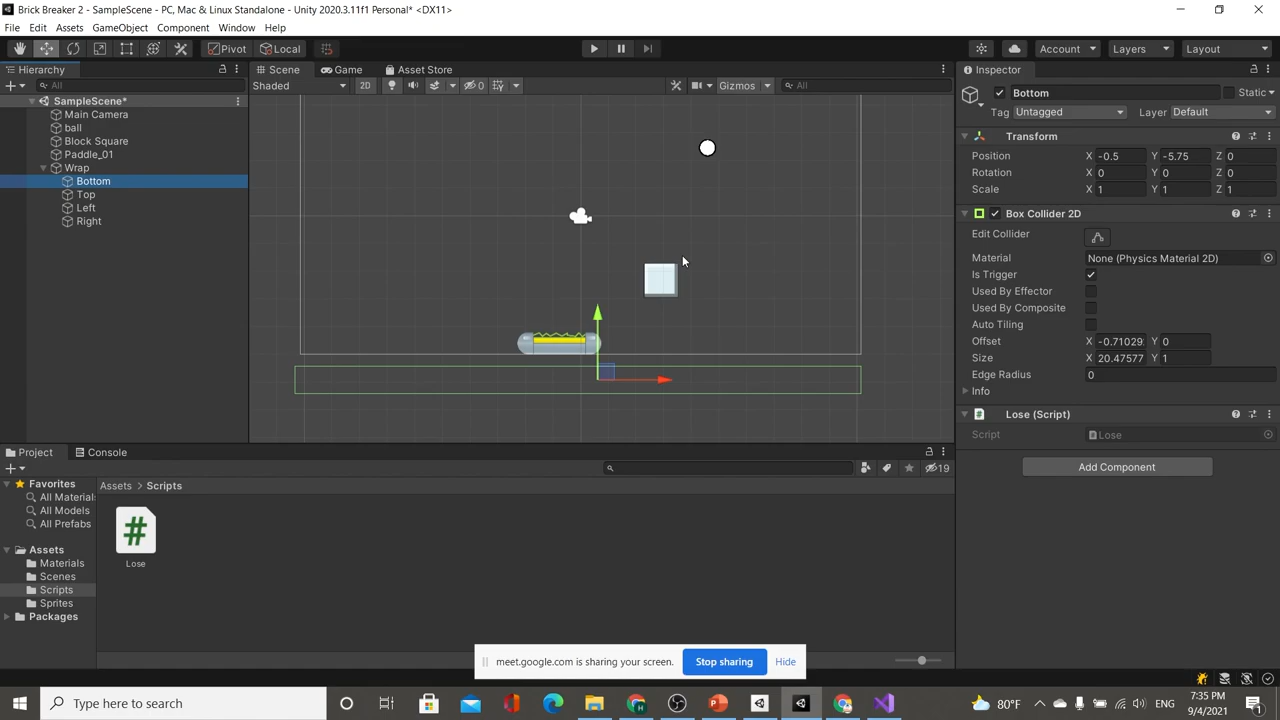 Brick Breaker 2 - SampleScene - PC, Mac & Linux Standalone - Unity 2020.3.11f1 Personal* <DX11>
File Edit Assets GameObject Component Window Help
Pivot Local Account Layers Layout
Hierarchy Scene Game Asset Store Inspector
All Shaded 2D 0 Gizmos All Bottom Static
SampleScene*
Main Camera
ball
Block Square
Paddle_01
Wrap
Bottom
Top
Left
Right
Tag Untagged Layer Default
Transform
Position X -0.5 Y -5.75 Z 0
Rotation X 0 Y 0 Z 0
Scale X 1 Y 1 Z 1
Box Collider 2D
Edit Collider
Material None (Physics Material 2D)
Is Trigger
Used By Effector
Used By Composite
Auto Tiling
Offset X -0.71029 Y 0
Size X 20.47577 Y 1
Edge Radius 0
Info
Lose (Script)
Script Lose
Add Component
Project Console
19
Favorites
All Materials
All Models
All Prefabs
Assets
Materials
Scenes
Scripts
Sprites
Packages
Assets > Scripts
#
Lose
meet.google.com is sharing your screen. Stop sharing Hide
Type here to search
80°F ENG 7:35 PM
9/4/2021
1